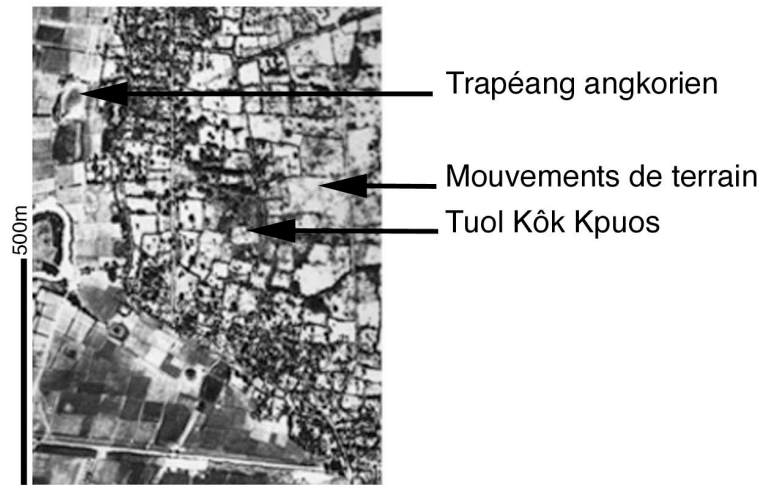 Trapéang angkorien
Mouvements de terrain
Tuol Kôk Kpuos
500m